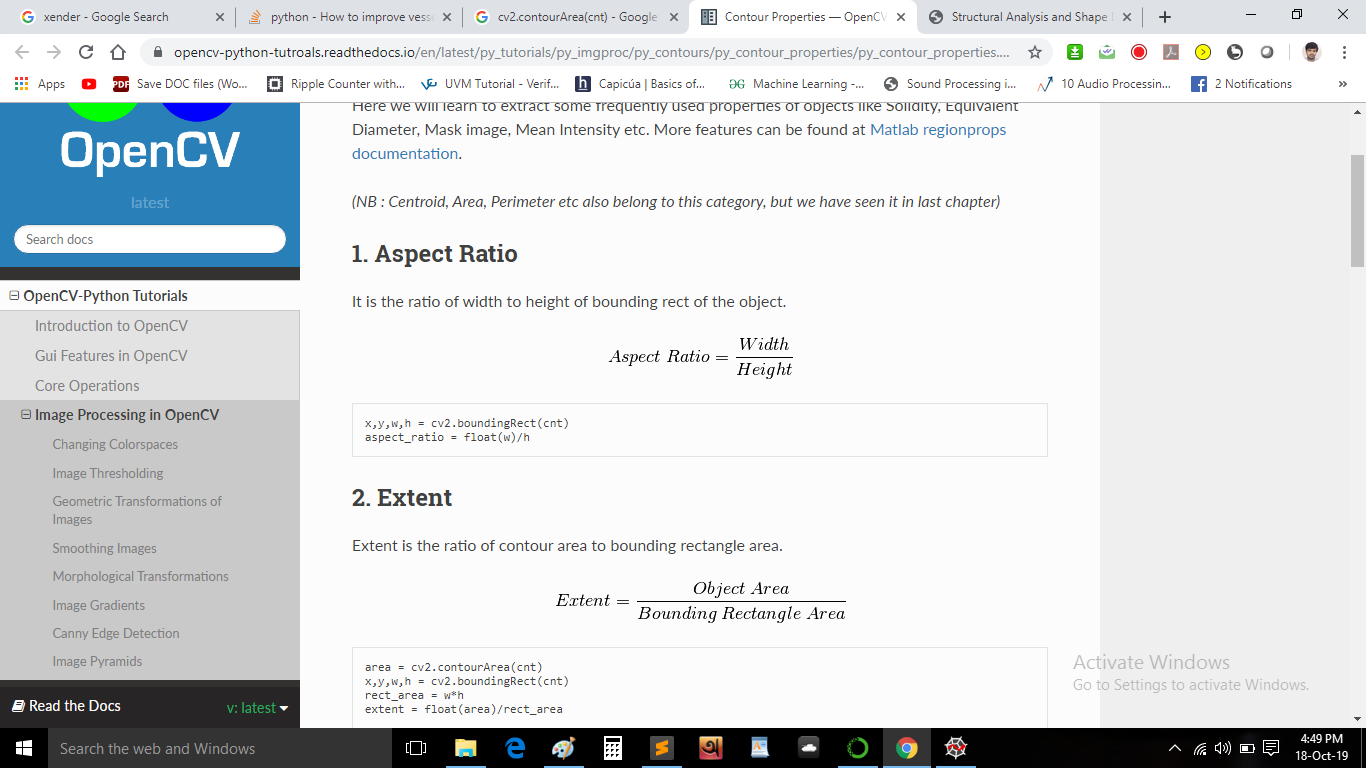 xender - Google Search
python - How to improve vesse
cv2.contourArea(cnt) - Google
Contour Properties — OpenCV
Structural Analysis and Shape
opencv-python-tutroals.readthedocs.io/en/latest/py_tutorials/py_imgproc/py_contours/py_contour_properties/py_contour_properties....
Apps
PDF Save DOC files (Wo...
Ripple Counter with...
UVM Tutorial - Verif...
h Capicúa | Basics of...
Machine Learning -...
Sound Processing i...
10 Audio Processin...
2 Notifications
»
OpenCV
latest
Search docs
OpenCV-Python Tutorials
Introduction to OpenCV
Gui Features in OpenCV
Core Operations
Image Processing in OpenCV
Changing Colorspaces
Image Thresholding
Geometric Transformations of
Images
Smoothing Images
Morphological Transformations
Image Gradients
Canny Edge Detection
Image Pyramids
Read the Docs
v: latest
Here we will learn to extract some frequently used properties of objects like Solidity, Equivalent
Diameter, Mask image, Mean Intensity etc. More features can be found at Matlab regionprops
documentation.
(NB : Centroid, Area, Perimeter etc also belong to this category, but we have seen it in last chapter)
1. Aspect Ratio
It is the ratio of width to height of bounding rect of the object.
Aspect Ratio = Width
Height
x,y,w,h = cv2.boundingRect(cnt)
aspect_ratio = float(w)/h
2. Extent
Extent is the ratio of contour area to bounding rectangle area.
Extent = Object Area
Bounding Rectangle Area
area = cv2.contourArea(cnt)
x,y,w,h = cv2.boundingRect(cnt)
rect_area = w*h
extent = float(area)/rect_area
Activate Windows
Go to Settings to activate Windows.
Search the web and Windows
4:49 PM
18-Oct-19